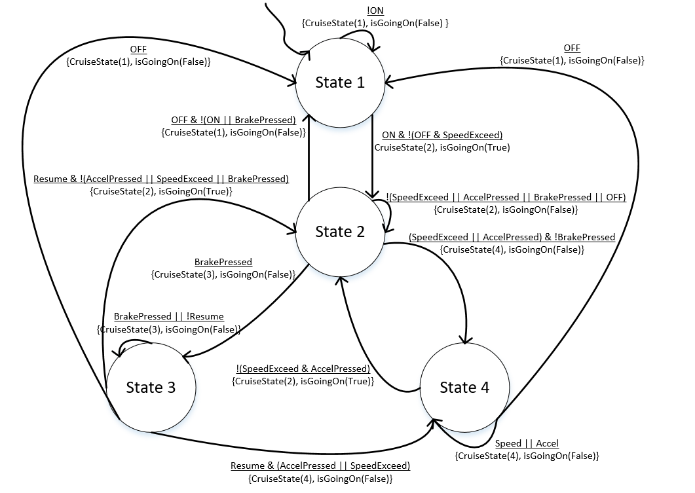 !ON
{CruiseState(1), isGoingOn(False) }
OFF
{CruiseState(1), isGoingOn(False)}
OFF
{CruiseState(1), isGoingOn(False)}
State 1
OFF & !(ON || BrakePressed)
{CruiseState(1), isGoingOn(False)}
ON & !(OFF & SpeedExceed)
CruiseState(2), isGoingOn(True)
Resume & !(AccelPressed || SpeedExceed || BrakePressed)
{CruiseState(2), isGoingOn(True)}
!(SpeedExceed || AccelPressed || BrakePressed || OFF)
{CruiseState(2), isGoingOn(False)}
State 2
(SpeedExceed || AccelPressed) & !BrakePressed
{CruiseState(4), isGoingOn(False)}
BrakePressed
{CruiseState(3), isGoingOn(False)}
BrakePressed || !Resume
{CruiseState(3), isGoingOn(False)}
!(SpeedExceed & AccelPressed)
{CruiseState(2), isGoingOn(True)}
State 3
State 4
Speed || Accel
{CruiseState(4), isGoingOn(False)}
Resume & (AccelPressed || SpeedExceed)
{CruiseState(4), isGoingOn(False)}